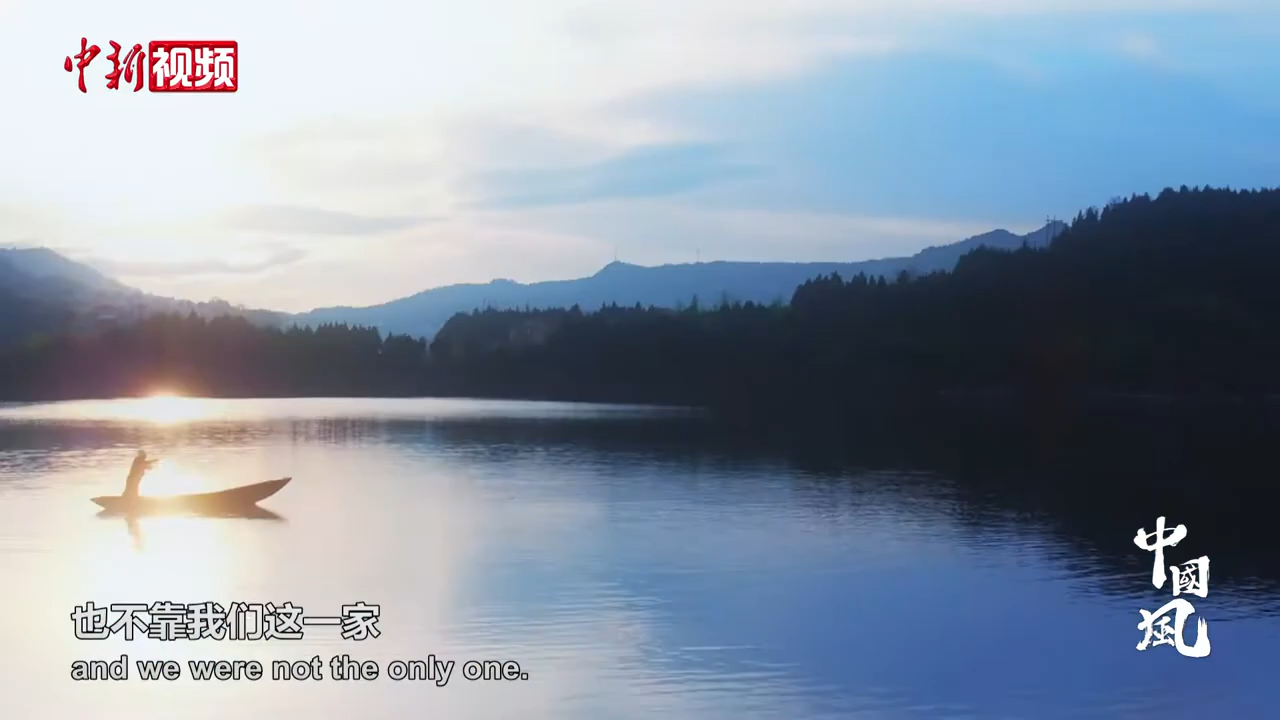 中新视频
中
國
風
也不靠我们这一家
and we were not the only one.